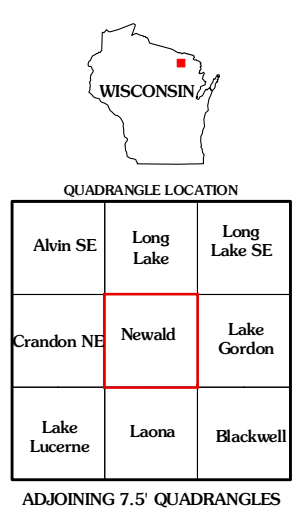 WISCONSIN
QUADRANGLE LOCATION
Alvin SE
Long
Lake
Long
Lake SE
Crandon NE
Newald
Lake
Gordon
Lake
Lucerne
Laona
Blackwell
ADJOINING 7.5' QUADRANGLES